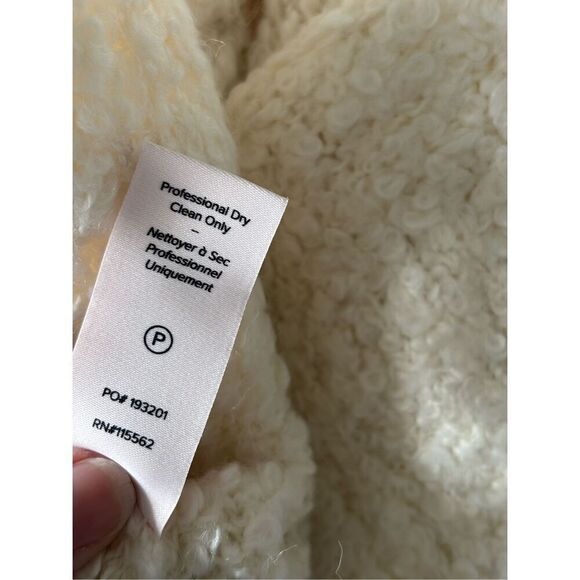 Professional Dry
Clean Only
–
Nettoyer à Sec
Professionnel
Uniquement
P
PO# 193201
RN#115562